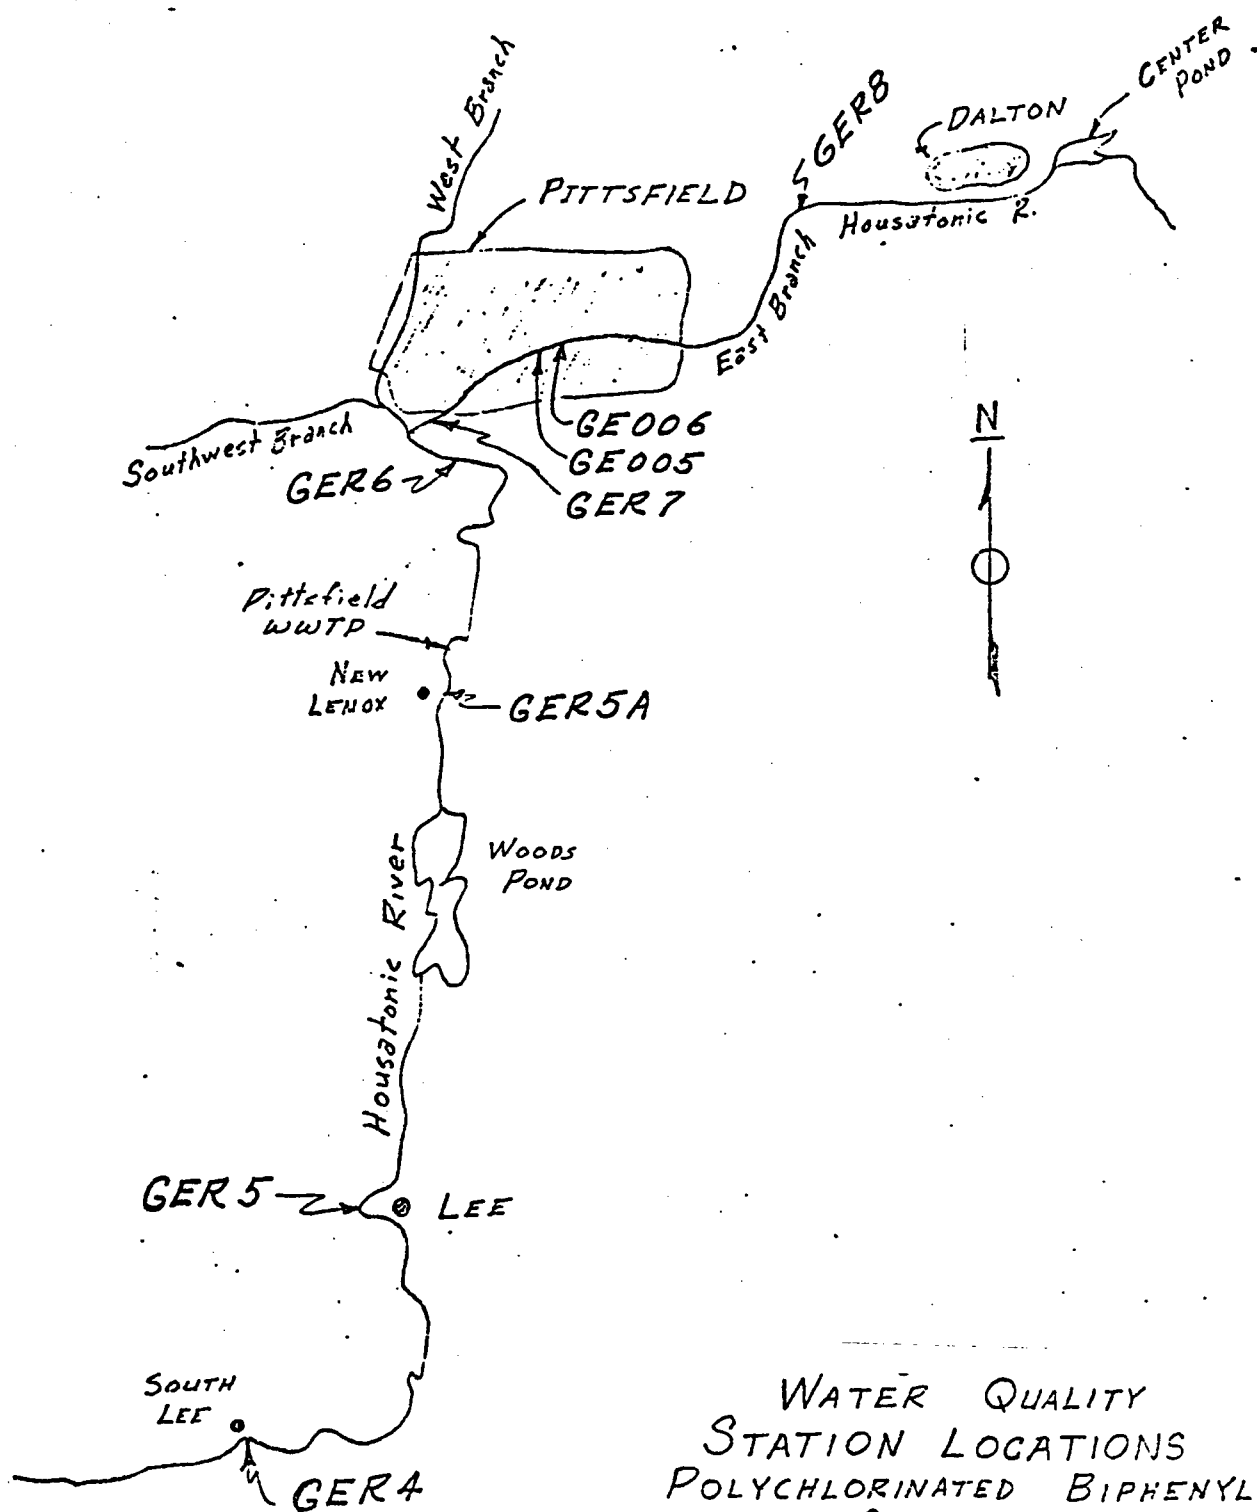 West Branch
CENTER
POND
GER8
DALTON
PITTSFIELD
Housatonic R.
East Branch
GE006
GE005
GER7
Southwest Branch
GER6
N
Pittsfield
WWTP
NEW
LENOX
GER5A
WOODS
POND
Housatonic River
GER5
LEE
SOUTH
LEE
GER4
WATER QUALITY
STATION LOCATIONS
POLYCHLORINATED BIPHENYL